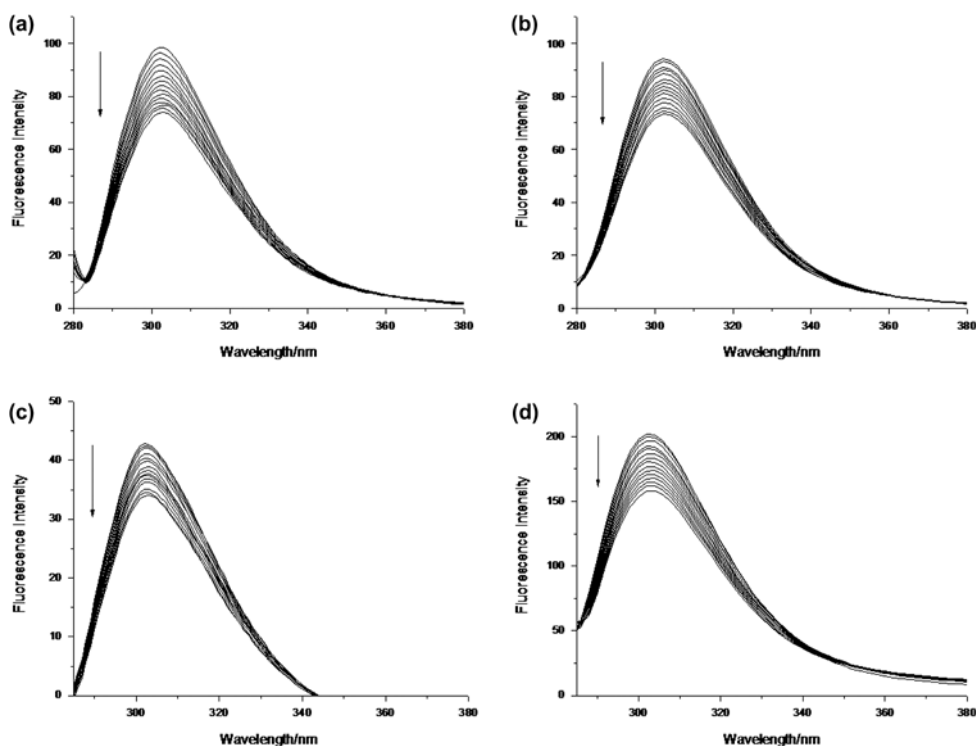 (a)
100
80
60
40
20
0
Fluorescence Intensity
280 300 320 340 360 380
Wavelength/nm
(b)
100
80
60
40
20
0
Fluorescence Intensity
280 300 320 340 360 380
Wavelength/nm
(c)
50
40
30
20
10
0
Fluorescence Intensity
300 320 340 360 380
Wavelength/nm
(d)
200
150
100
50
0
Fluorescence Intensity
300 320 340 360 380
Wavelength/nm